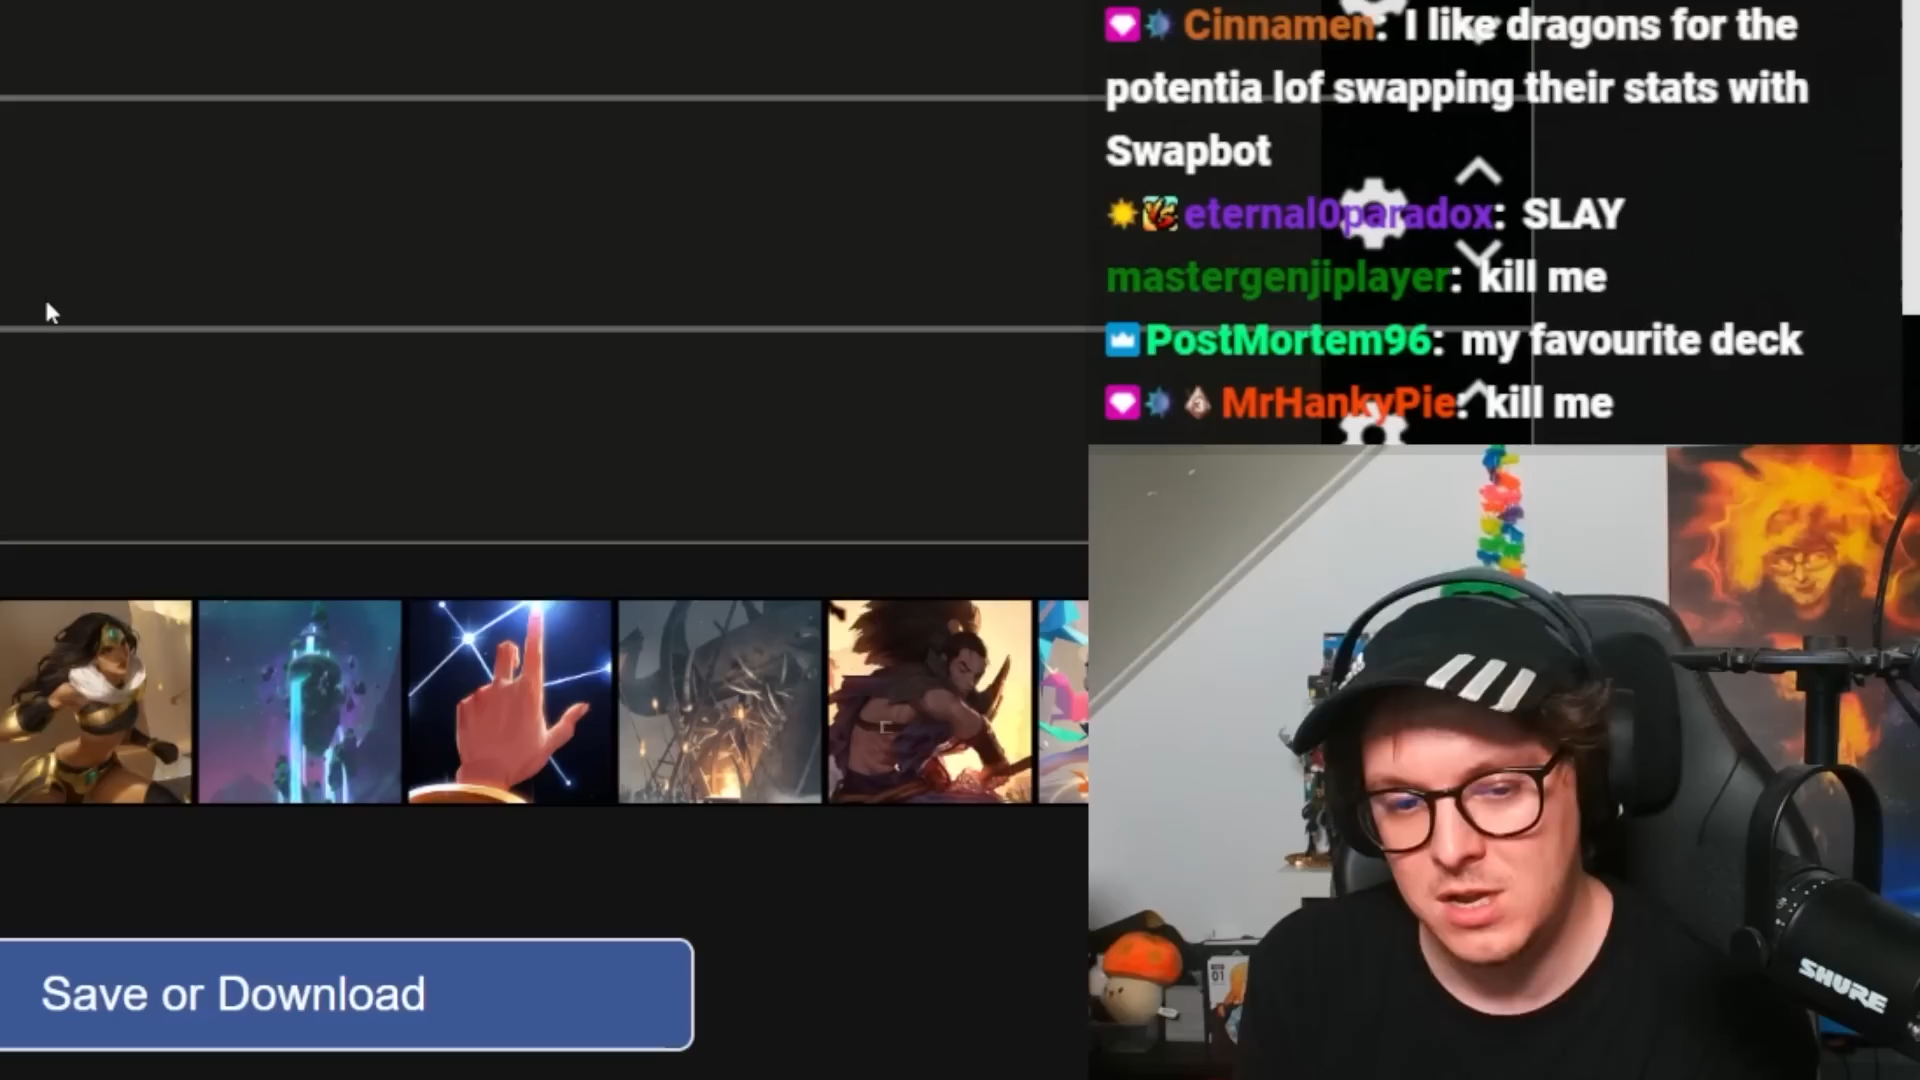 Cinnamen: I like dragons for the
potentia lof swapping their stats with
Swapbot
eternal0paradox: SLAY
mastergenjiplayer: kill me
PostMortem96: my favourite deck
MrHankyPie: kill me
Save or Download
SHURE